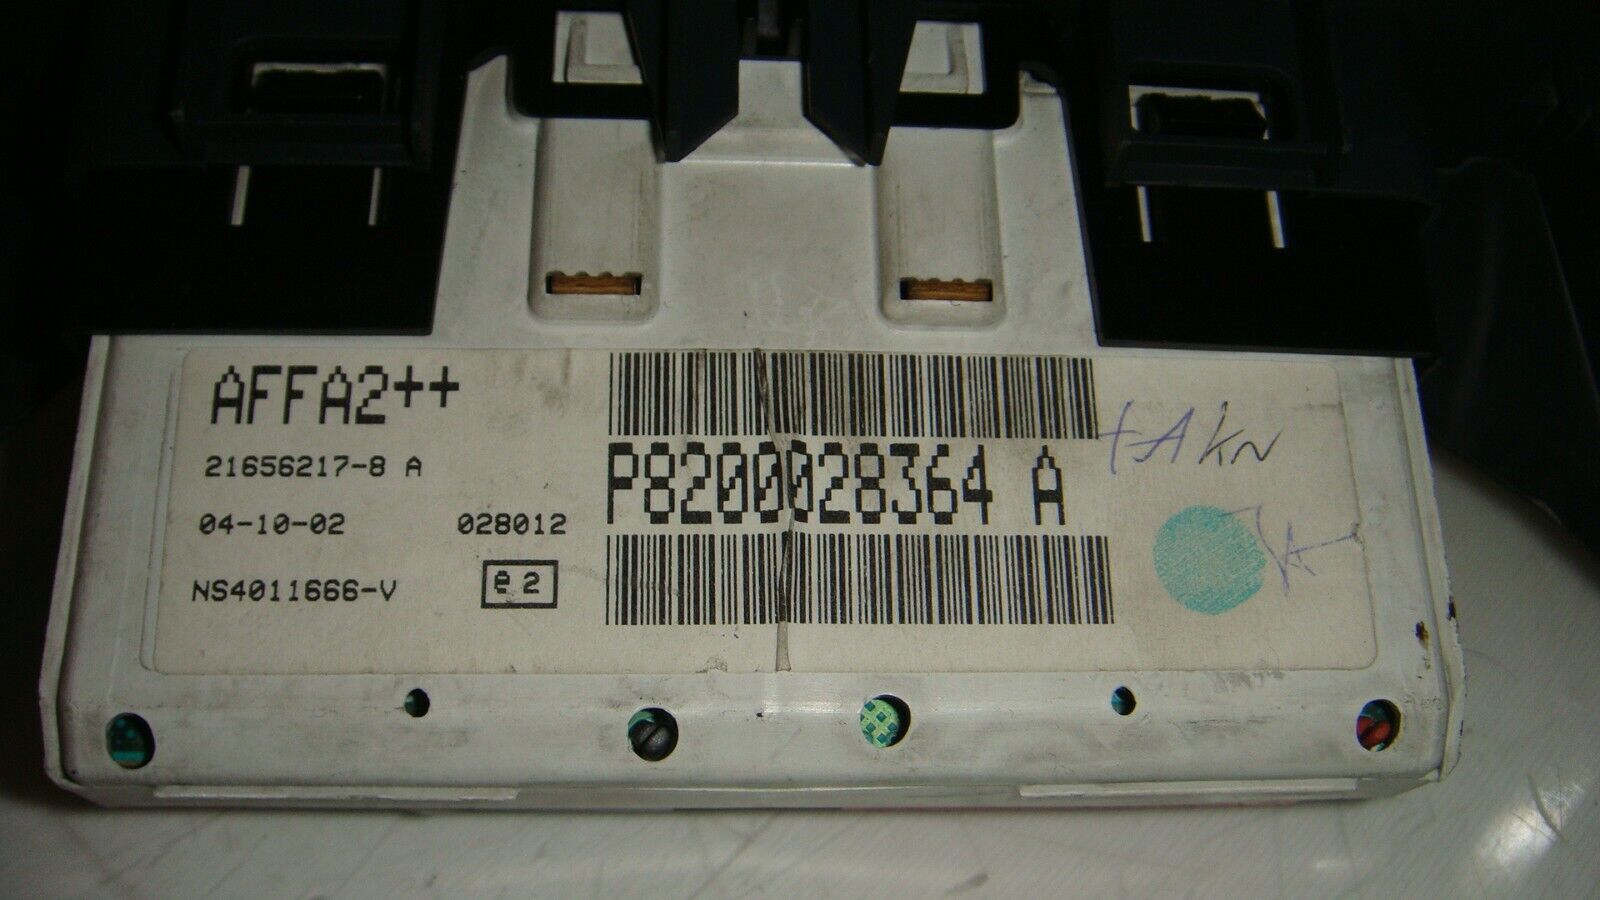 AFFA2++
21656217-8 A
04-10-02 028012
NS4011666-V e2
P8200028364 A